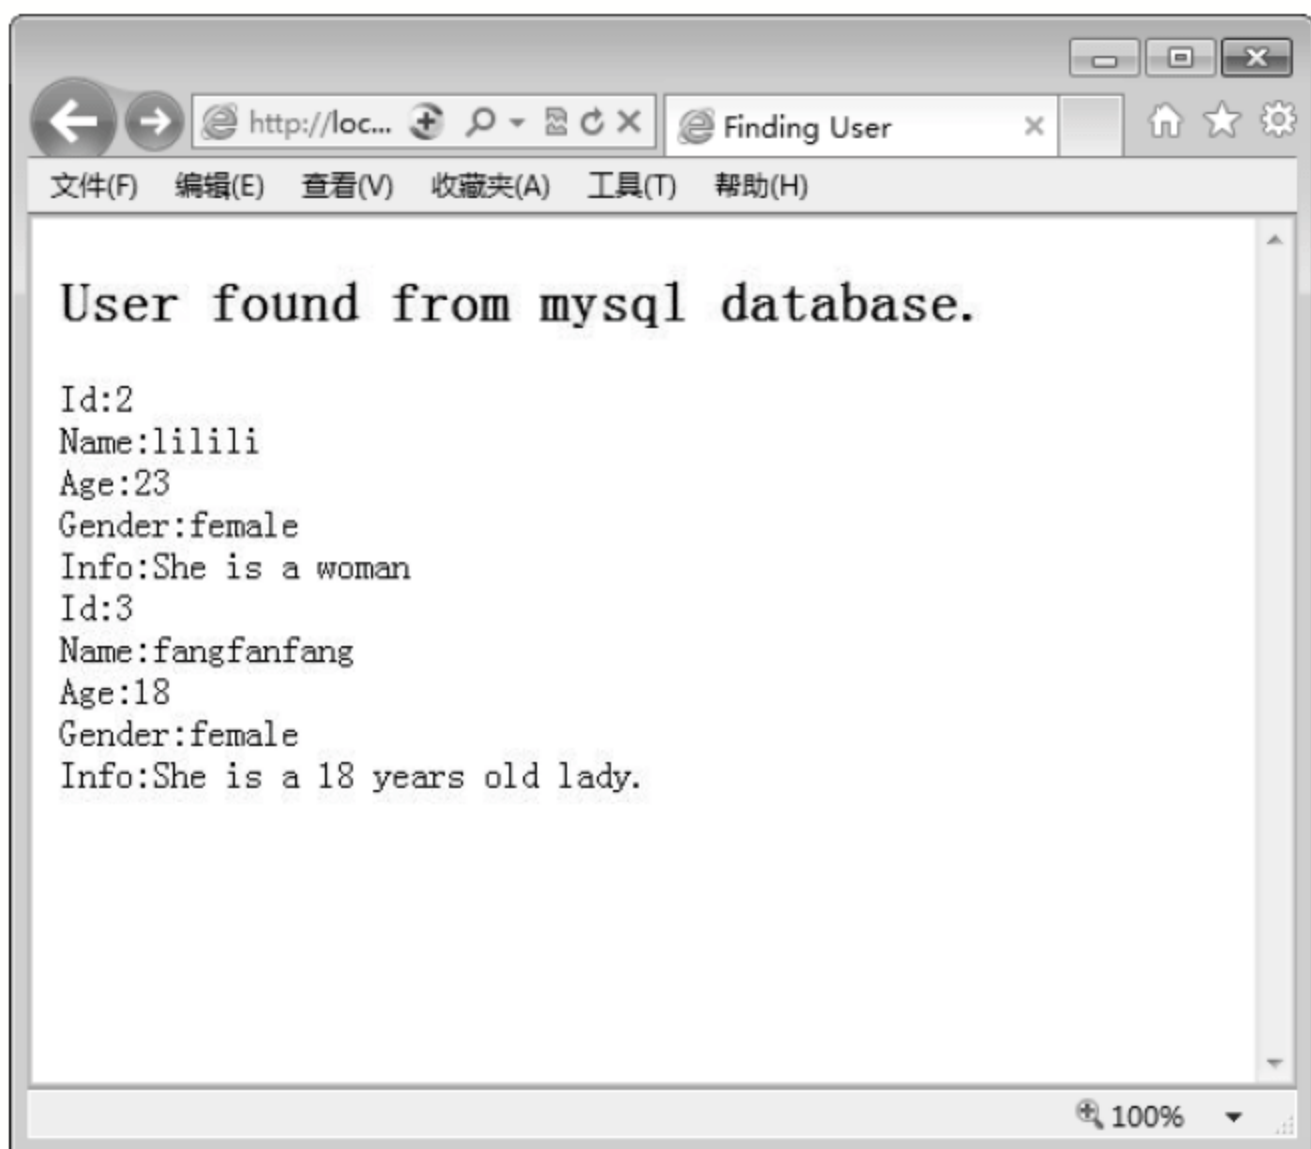 http://loc...
Finding User
文件(F) 编辑(E) 查看(V) 收藏夹(A) 工具(T) 帮助(H)
User found from mysql database.
Id:2
Name:lilili
Age:23
Gender:female
Info:She is a woman
Id:3
Name:fangfanfang
Age:18
Gender:female
Info:She is a 18 years old lady.
100%